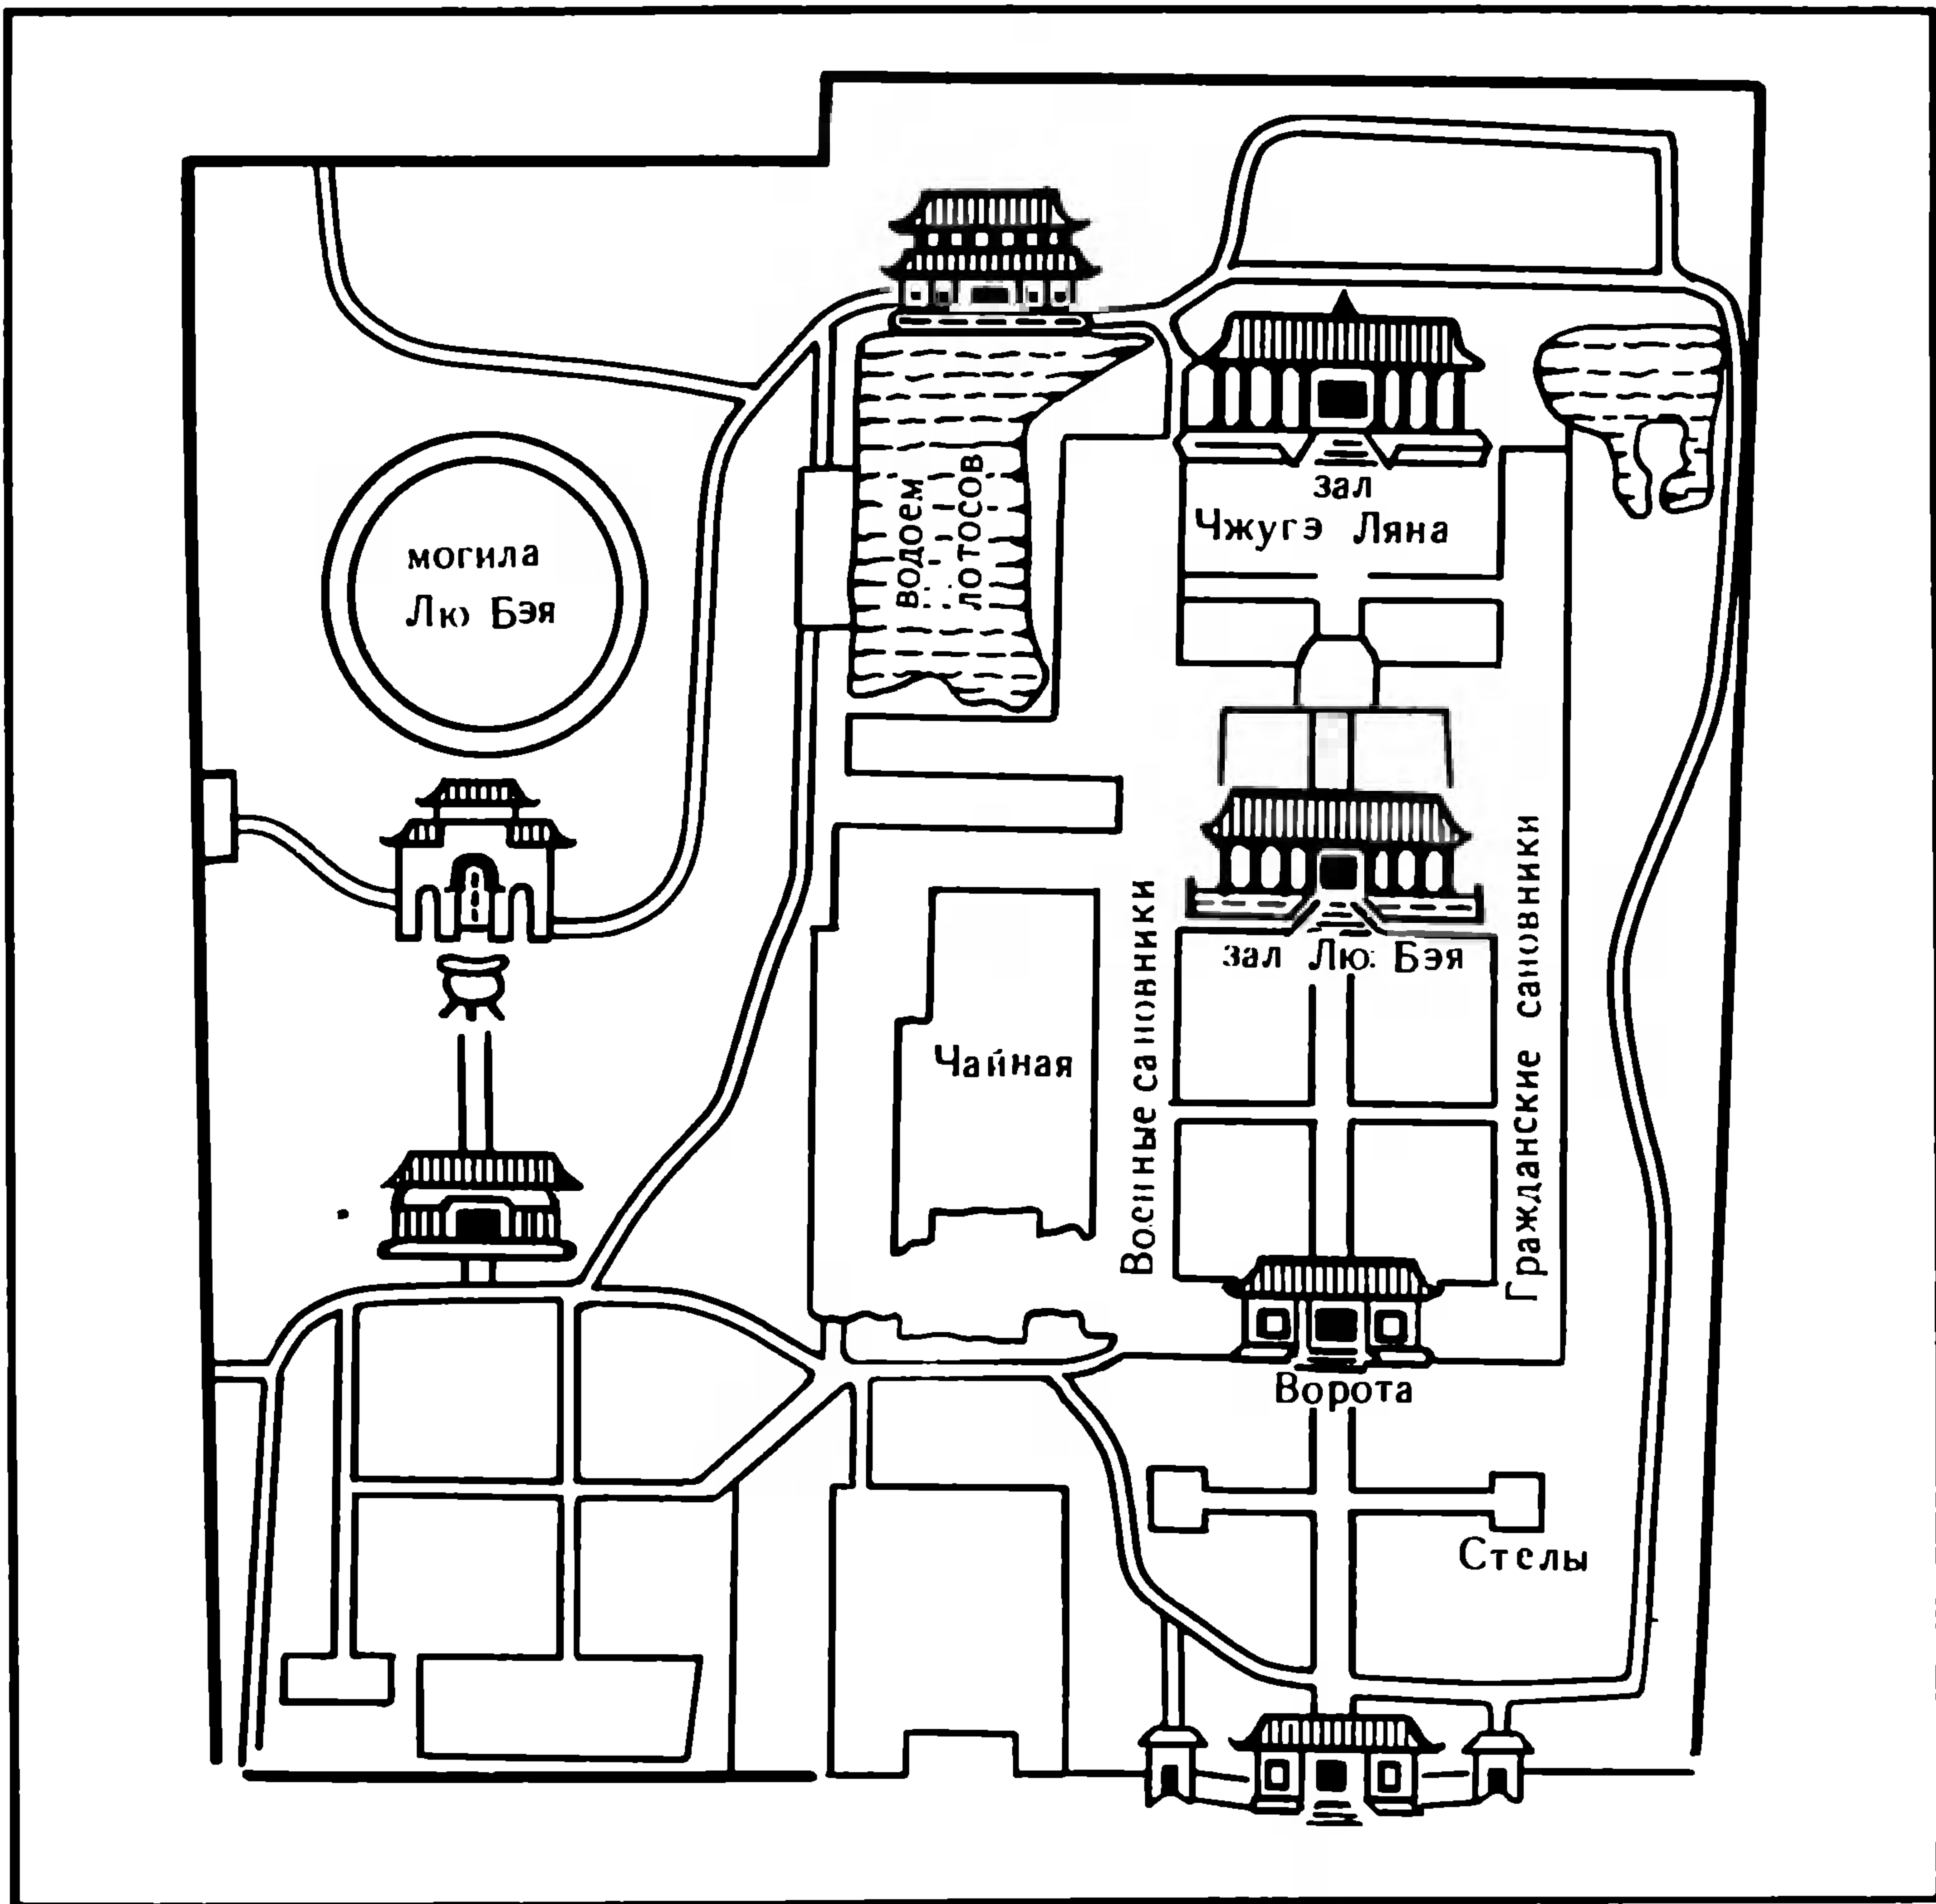 зал
Чжугэ Ляна
водоем
лотосов
могила
Лю Бэя
зал Лю Бэя
Военные сановники
Гражданские сановники
Чайная
Ворота
Стелы